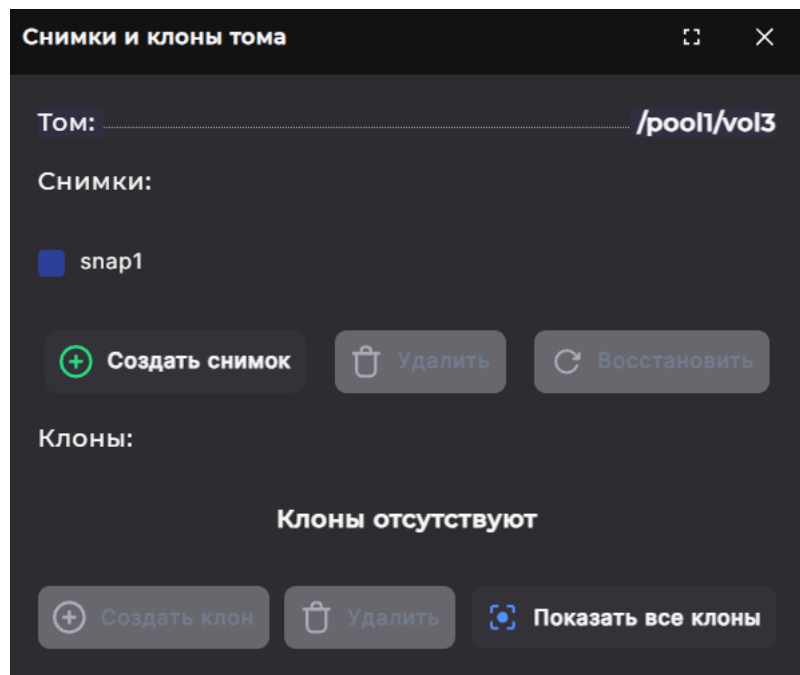 Снимки и клоны тома
Том: /pool1/vol3
Снимки:
snap1
Создать снимок Удалить Восстановить
Клоны:
Клоны отсутствуют
Создать клон Удалить Показать все клоны